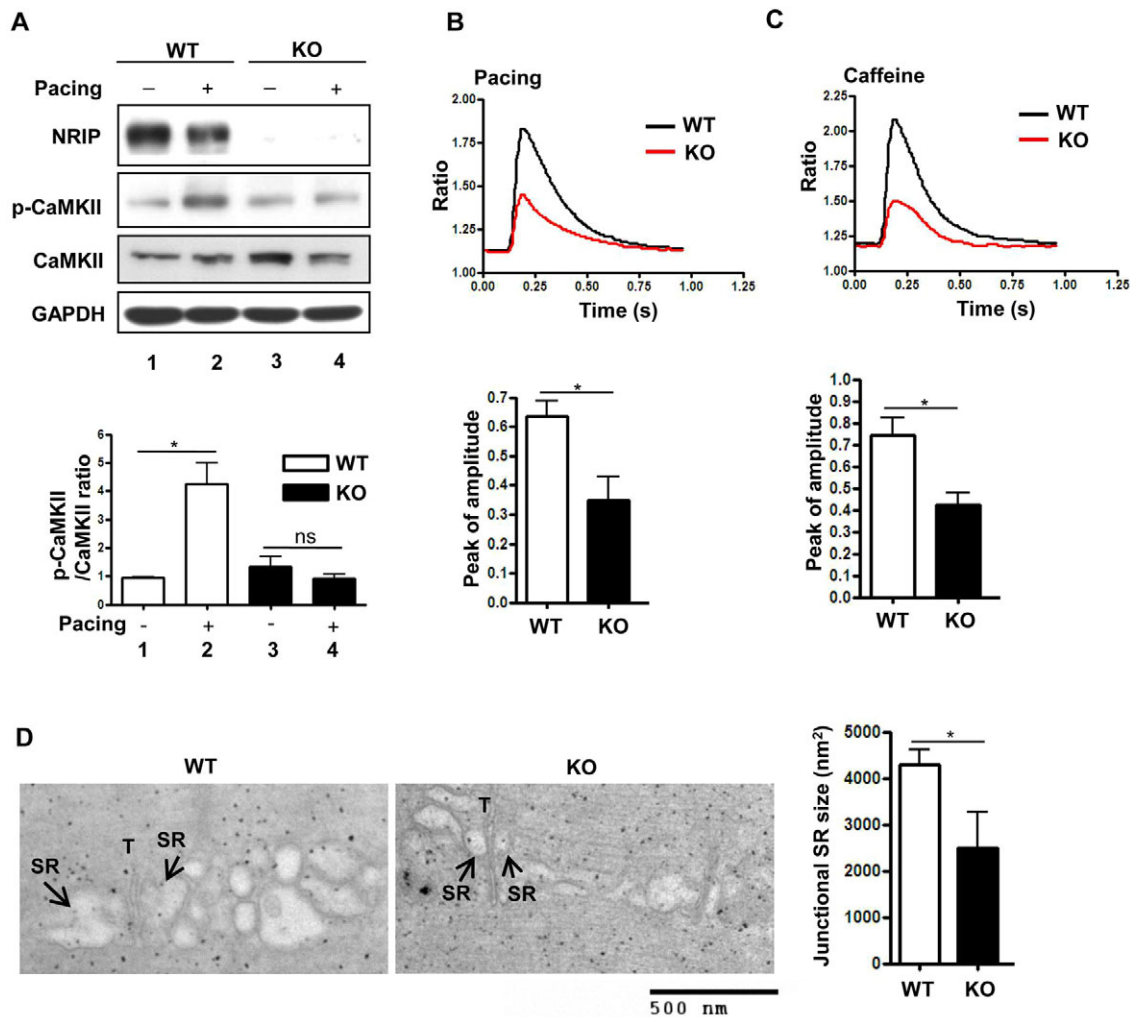 A
WT KO
Pacing – + – +
NRIP
p-CaMKII
CaMKII
GAPDH
1 2 3 4
p-CaMKII
/CaMKII ratio
6
4
2
1
0
*
ns
WT
KO
Pacing - + - +
1 2 3 4
B
Pacing
2.00
1.75
1.50
1.25
1.00
Ratio
WT
KO
0.00 0.25 0.50 0.75 1.00 1.25
Time (s)
Peak of amplitude
0.7
0.6
0.5
0.4
0.3
0.2
0.1
0.0
*
WT KO
C
Caffeine
2.25
2.00
1.75
1.50
1.25
1.00
Ratio
WT
KO
0.00 0.25 0.50 0.75 1.00 1.25
Time (s)
Peak of amplitude
1.0
0.9
0.8
0.7
0.6
0.5
0.4
0.3
0.2
0.1
0.0
*
WT KO
D
WT
SR
T
SR
KO
T
SR
SR
500 nm
Junctional SR size (nm²)
5000
4000
3000
2000
1000
0
*
WT KO